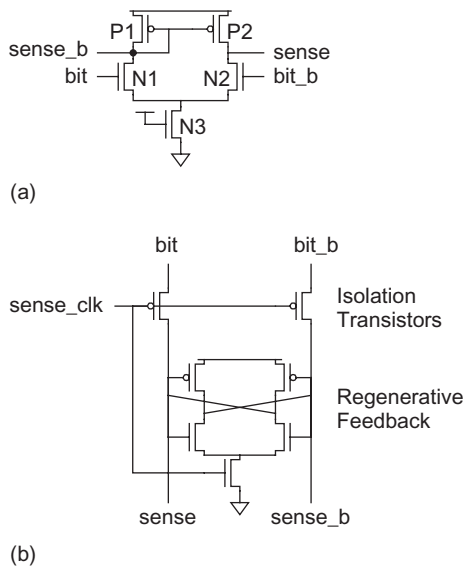 P1 P2
sense_b sense
bit N1 N2 bit_b
N3
(a)
bit bit_b
sense_clk
Isolation
Transistors
Regenerative
Feedback
sense sense_b
(b)